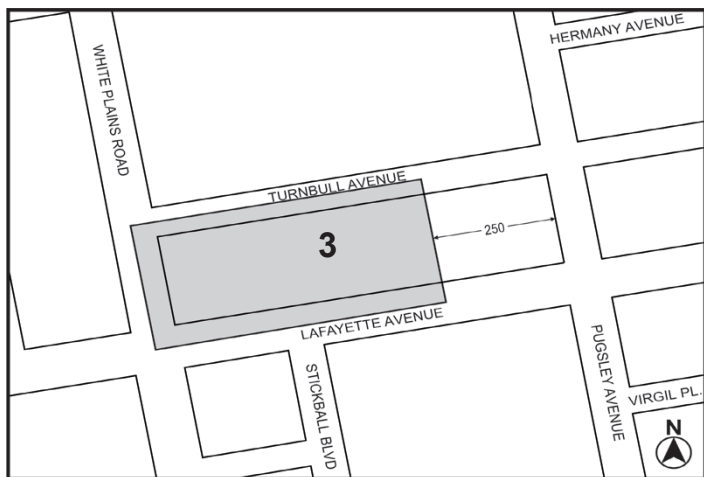 HERMANY AVENUE
WHITE PLAINS ROAD
TURNBULL AVENUE
3
250
LAFAYETTE AVENUE
STICKBALL BLVD
PUGSLEY AVENUE
VIRGIL PL.
N